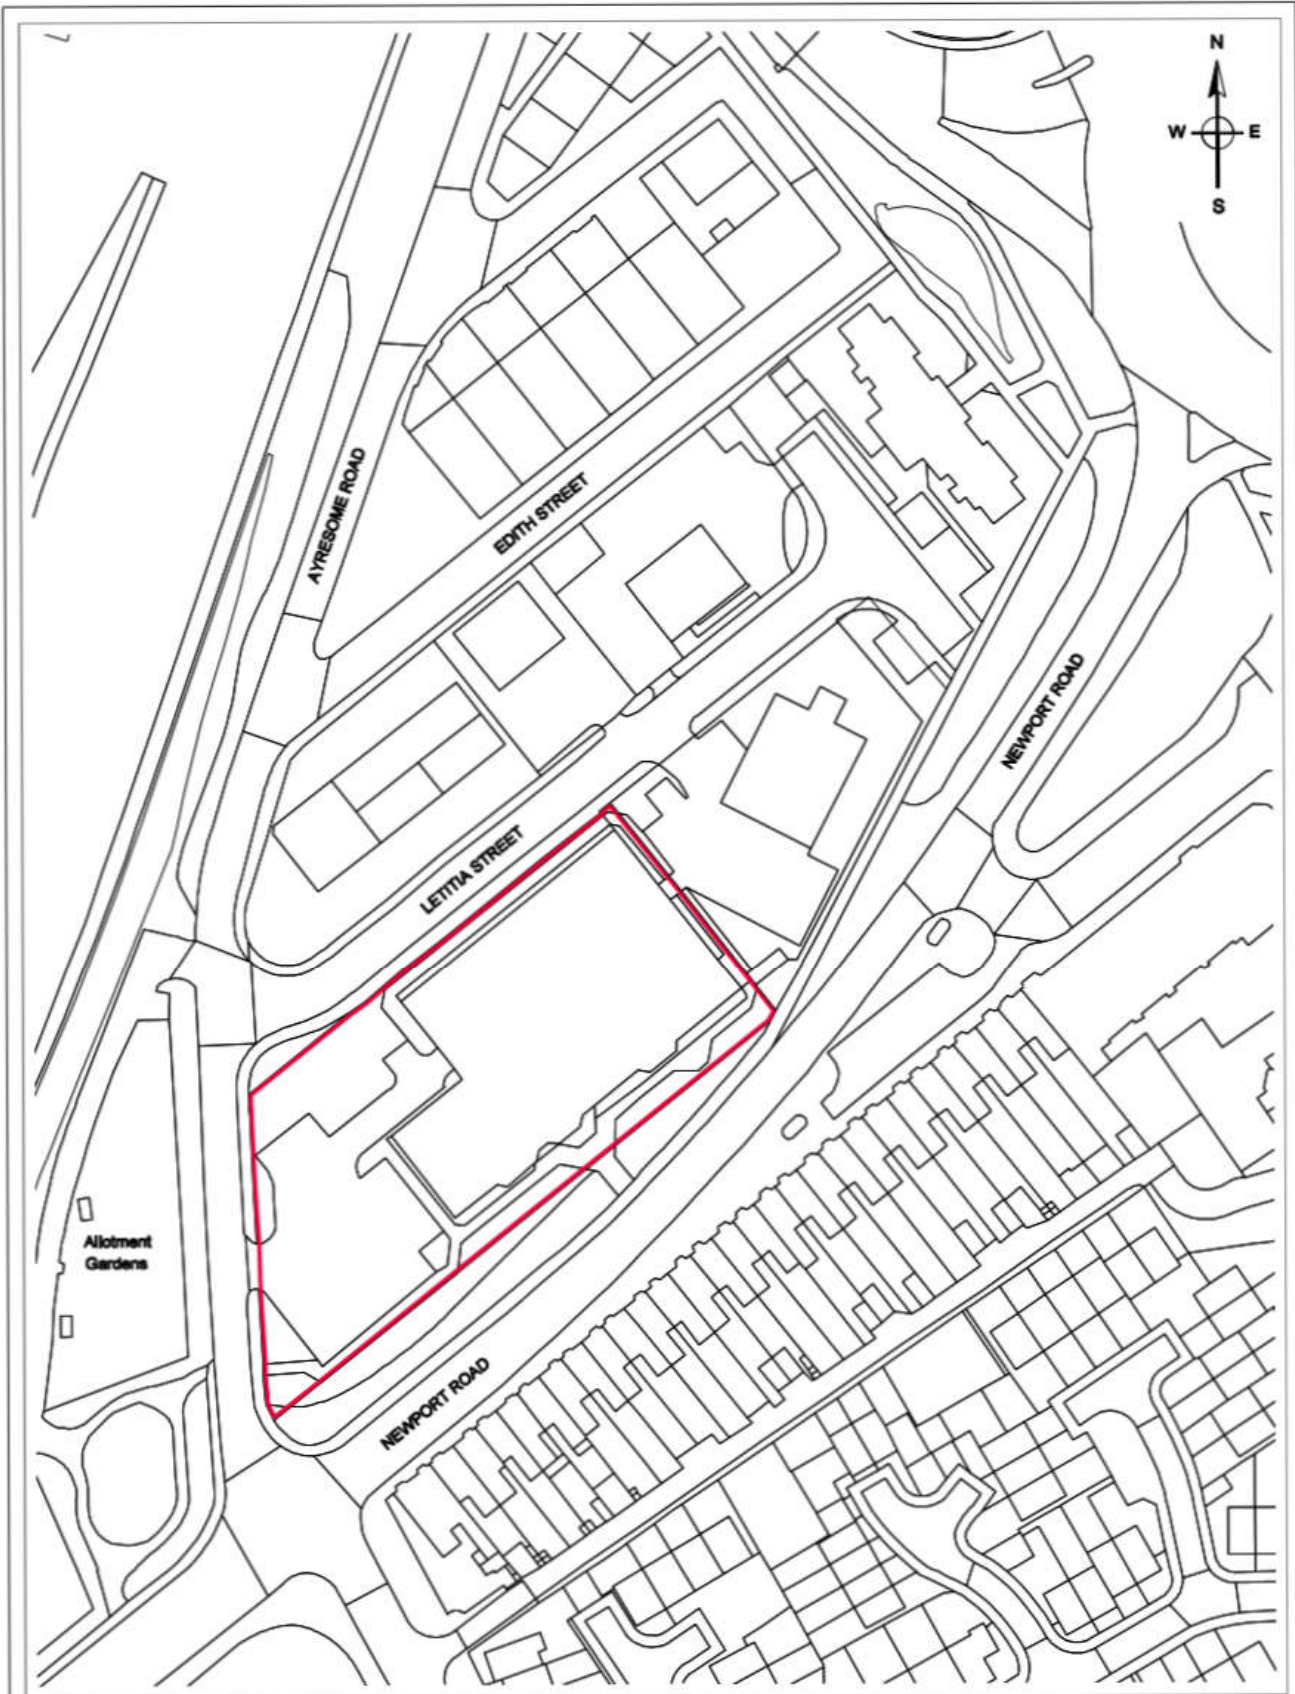 N
W E
S
AYRESOME ROAD
EDITH STREET
NEWPORT ROAD
LETITIA STREET
Allotment
Gardens
NEWPORT ROAD